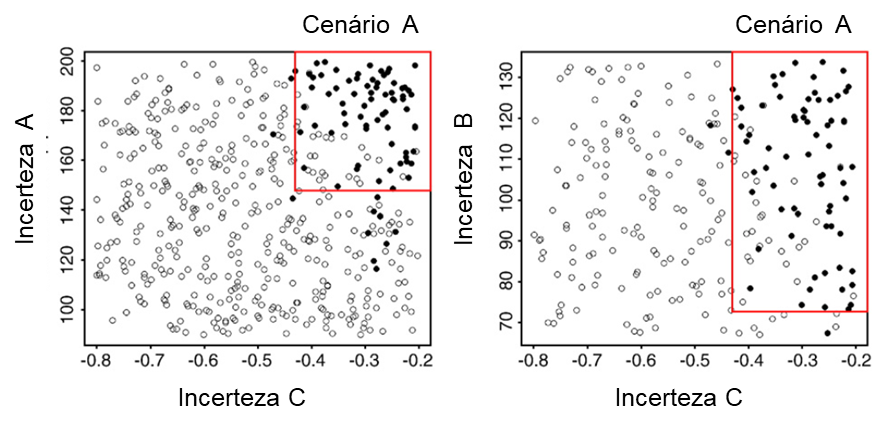 Cenário A
Incerteza A
200
180
160
140
120
100
-0.8 -0.7 -0.6 -0.5 -0.4 -0.3 -0.2
Incerteza C
Cenário A
Incerteza B
130
120
110
100
90
80
70
-0.8 -0.7 -0.6 -0.5 -0.4 -0.3 -0.2
Incerteza C